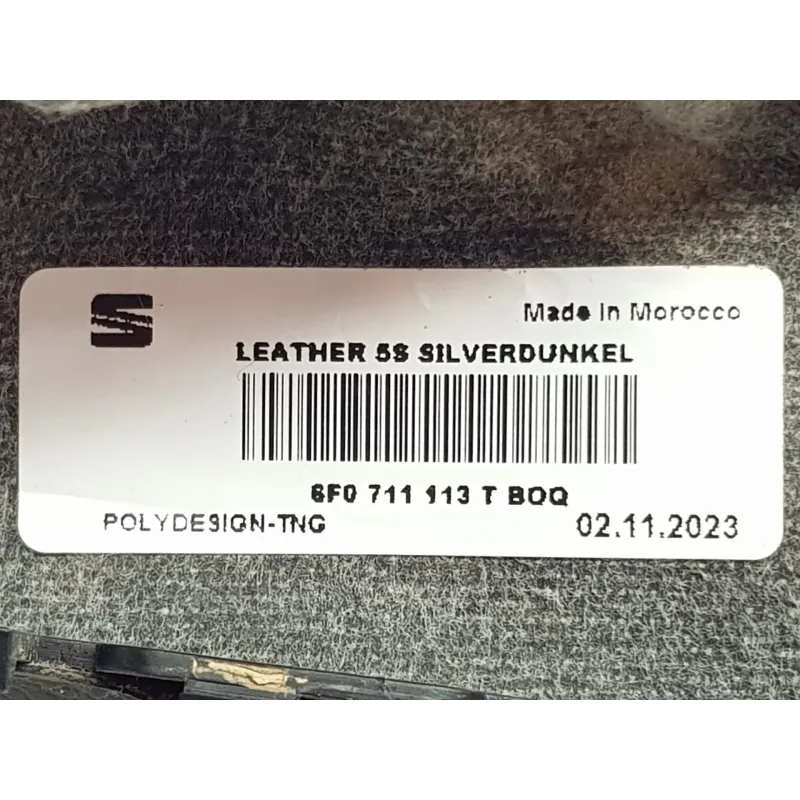 Made in Morocco
LEATHER 5S SILVERDUNKEL
6F0 711 113 T BOQ
POLYDESIGN-TNG
02.11.2023